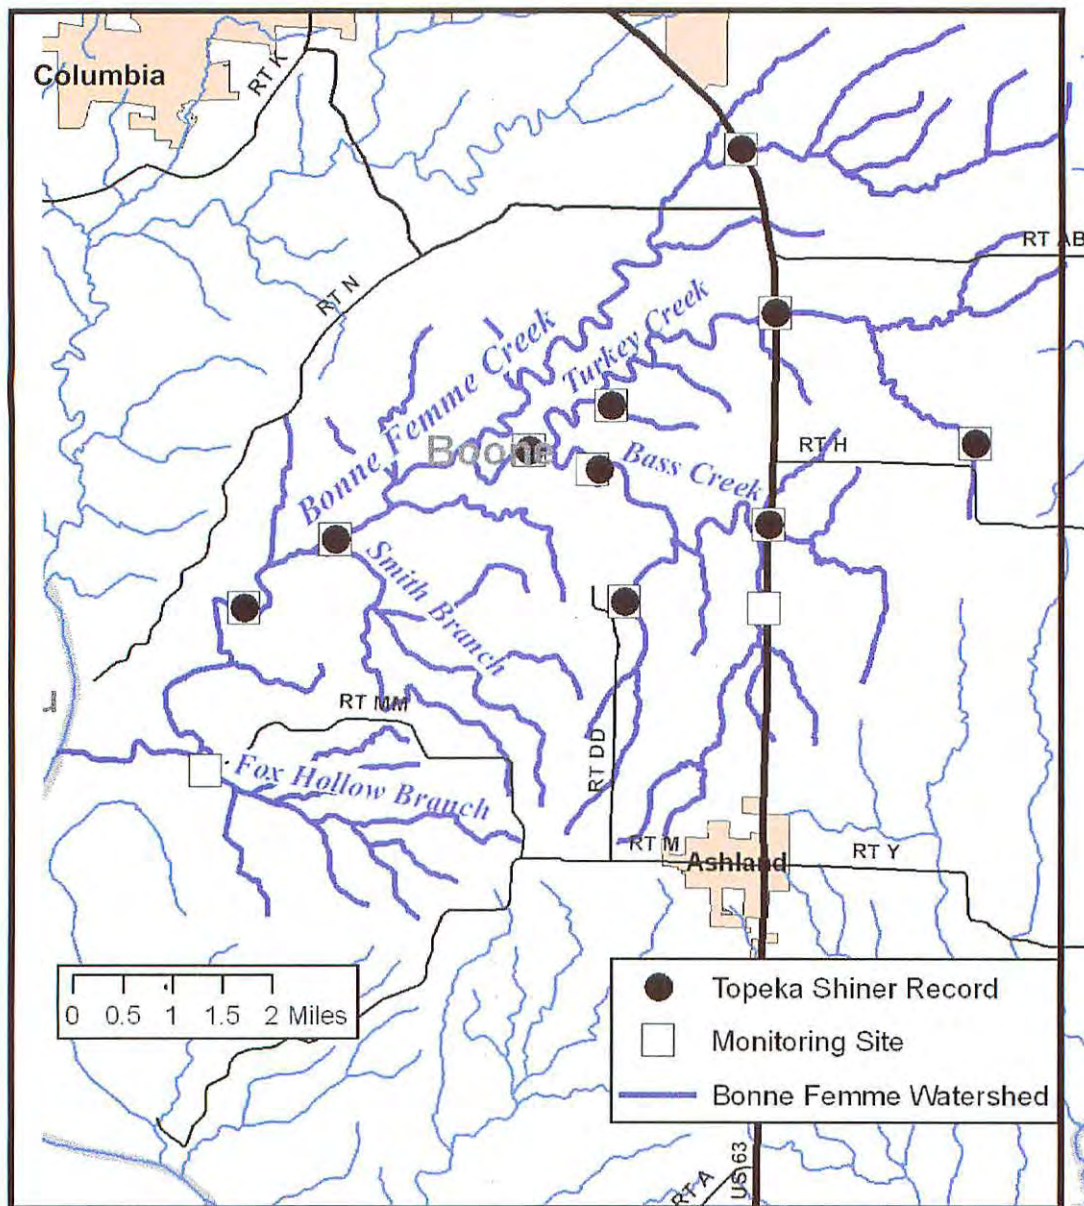 Columbia
RT K
RT N
RT AB
Bonne Femme Creek
Turkey Creek
Boone
Bass Creek
RT H
Smith Branch
RT MM
RT DD
Fox Hollow Branch
RT M
Ashland
RT Y
0 0.5 1 1.5 2 Miles
Topeka Shiner Record
Monitoring Site
Bonne Femme Watershed
US 63
RT A